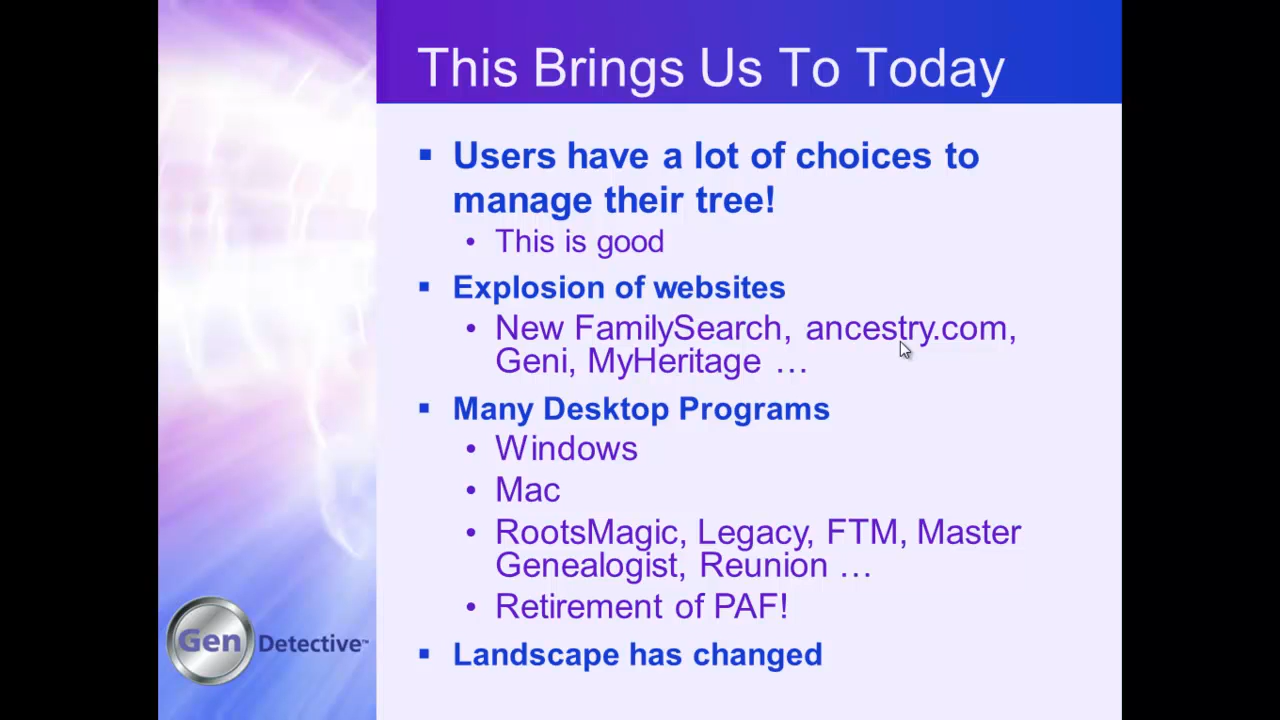 This Brings Us To Today
▪ Users have a lot of choices to
manage their tree!
• This is good
▪ Explosion of websites
• New FamilySearch, ancestry.com,
Geni, MyHeritage …
▪ Many Desktop Programs
• Windows
• Mac
• RootsMagic, Legacy, FTM, Master
Genealogist, Reunion …
• Retirement of PAF!
▪ Landscape has changed
Gen Detective™